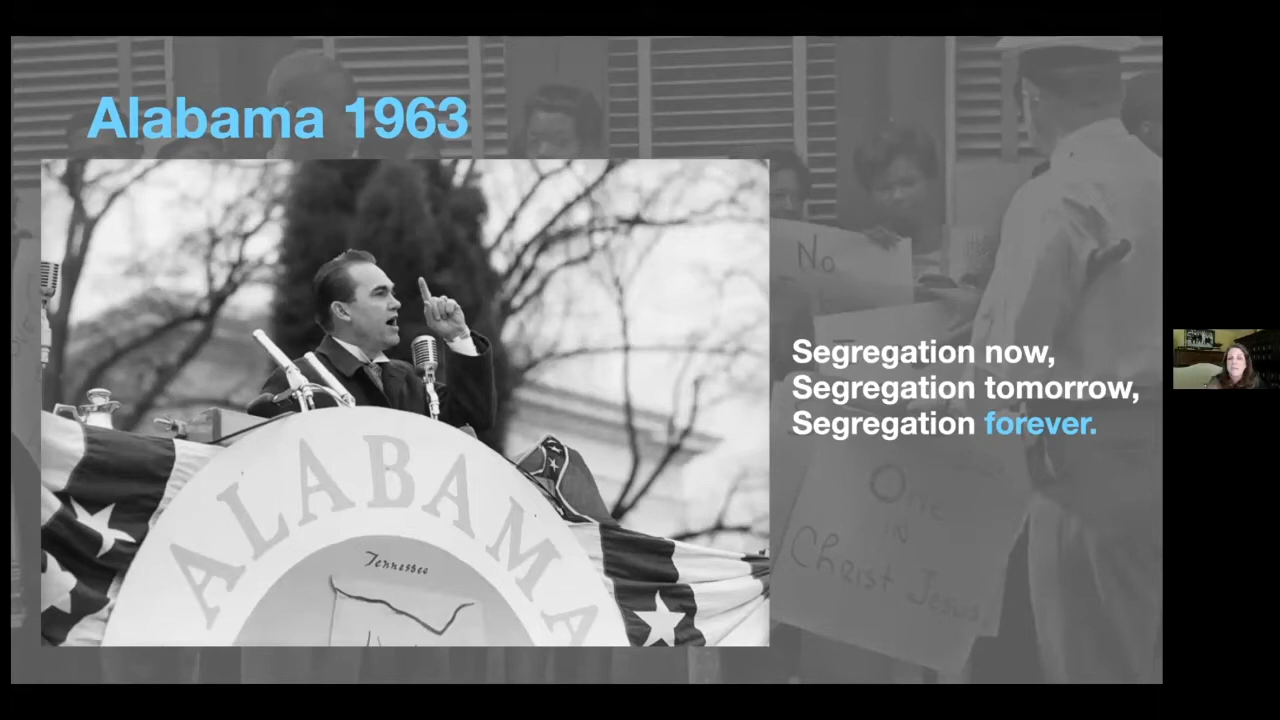 Alabama 1963
ALABAMA
Tennessee
Segregation now,
Segregation tomorrow,
Segregation forever.
No
One
in
Christ Jesus